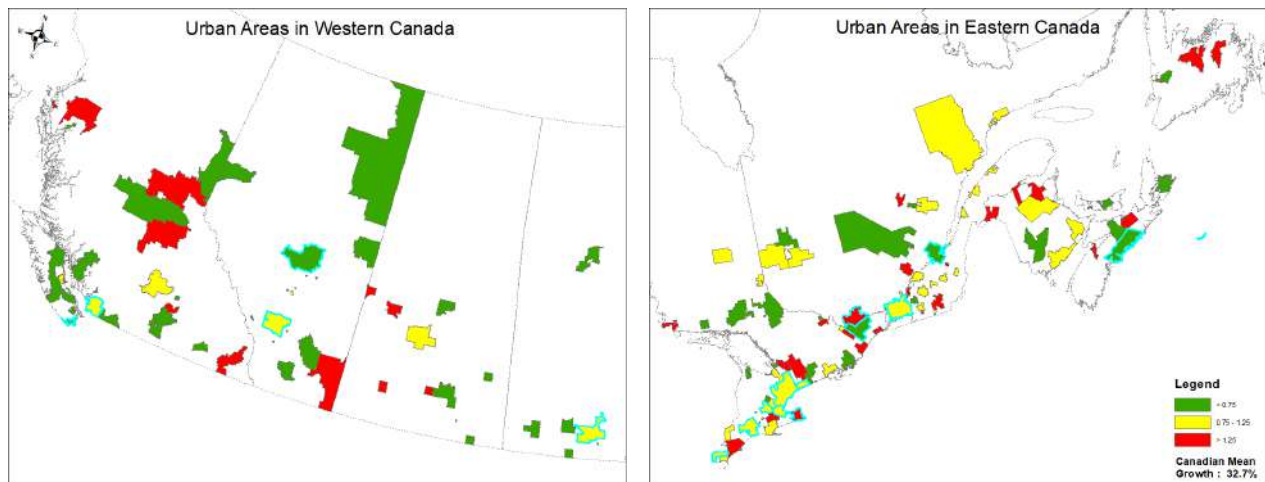 Urban Areas in Western Canada
Urban Areas in Eastern Canada
Legend
< 0.75
0.75 - 1.25
> 1.25
Canadian Mean
Growth : 32.7%